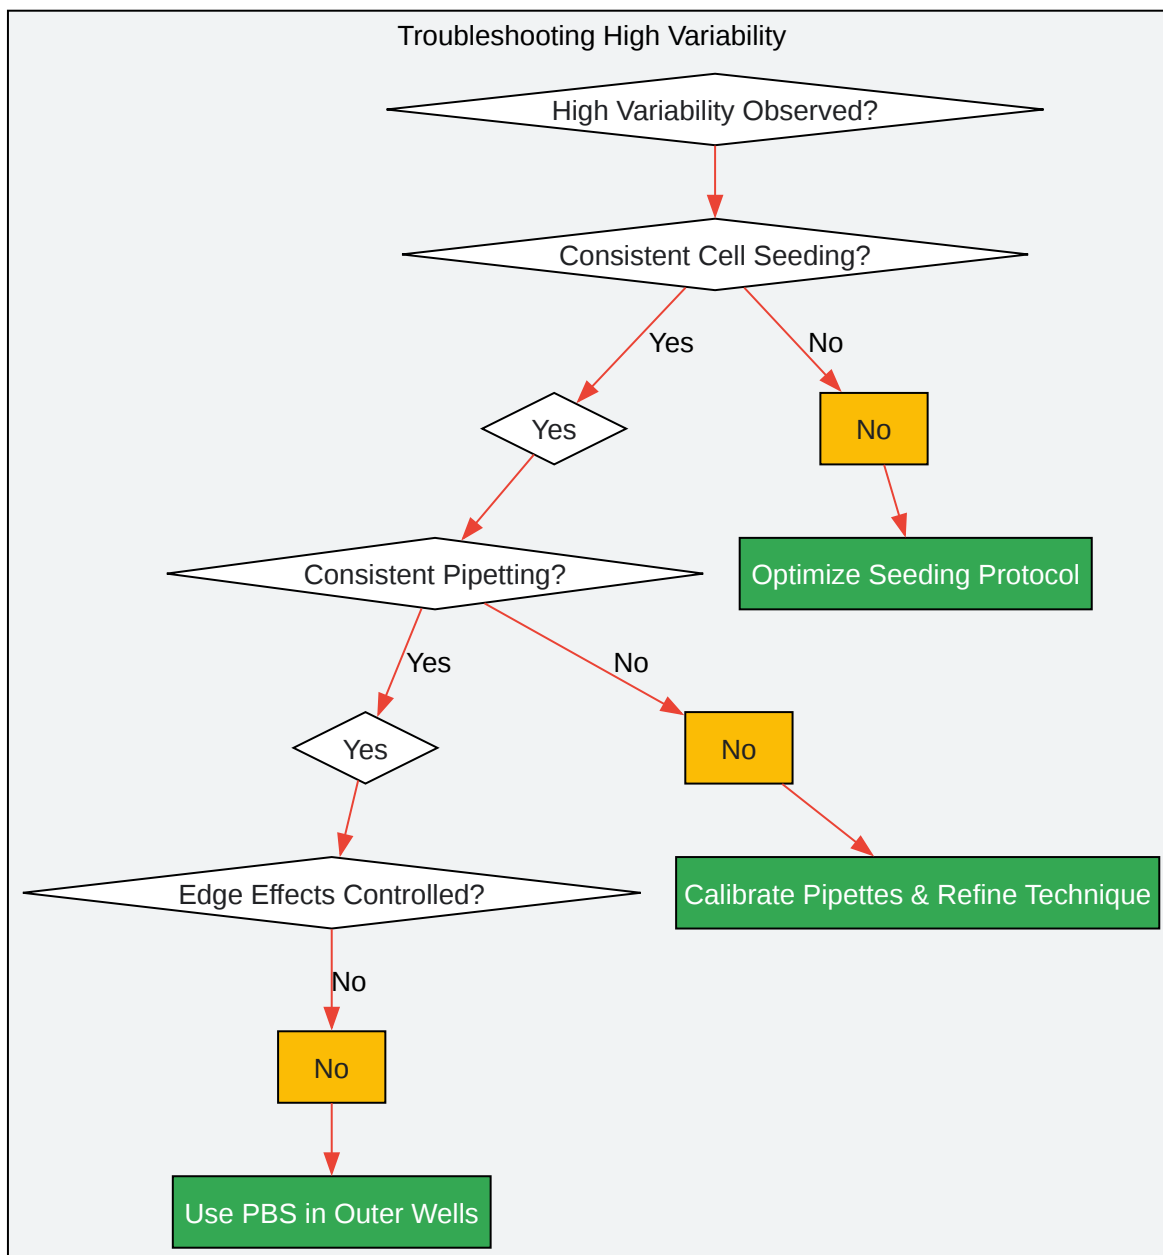 Troubleshooting High Variability
High Variability Observed?
Consistent Cell Seeding?
Yes
No
Yes
No
Consistent Pipetting?
Optimize Seeding Protocol
Yes
No
Yes
No
Edge Effects Controlled?
Calibrate Pipettes & Refine Technique
No
No
Use PBS in Outer Wells